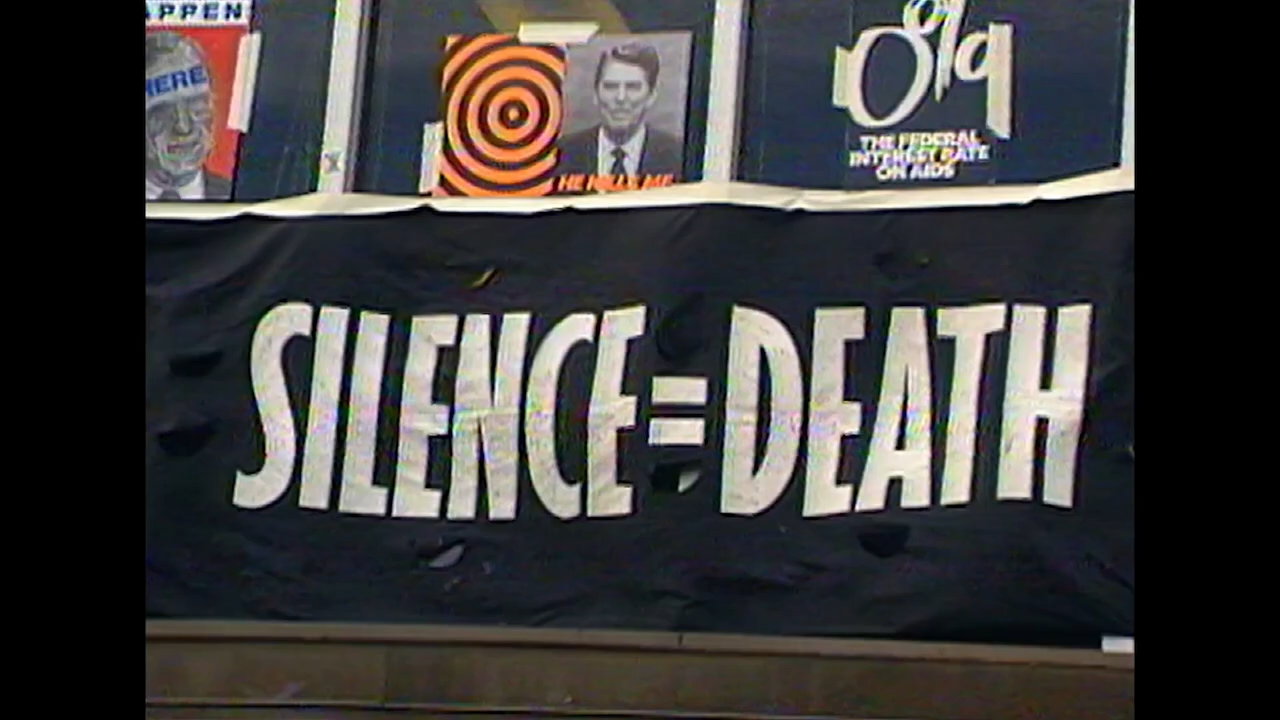 APPEN
HERE
HE KILLS ME
THE FEDERAL
INTEREST RATE
ON AIDS
SILENCE=DEATH